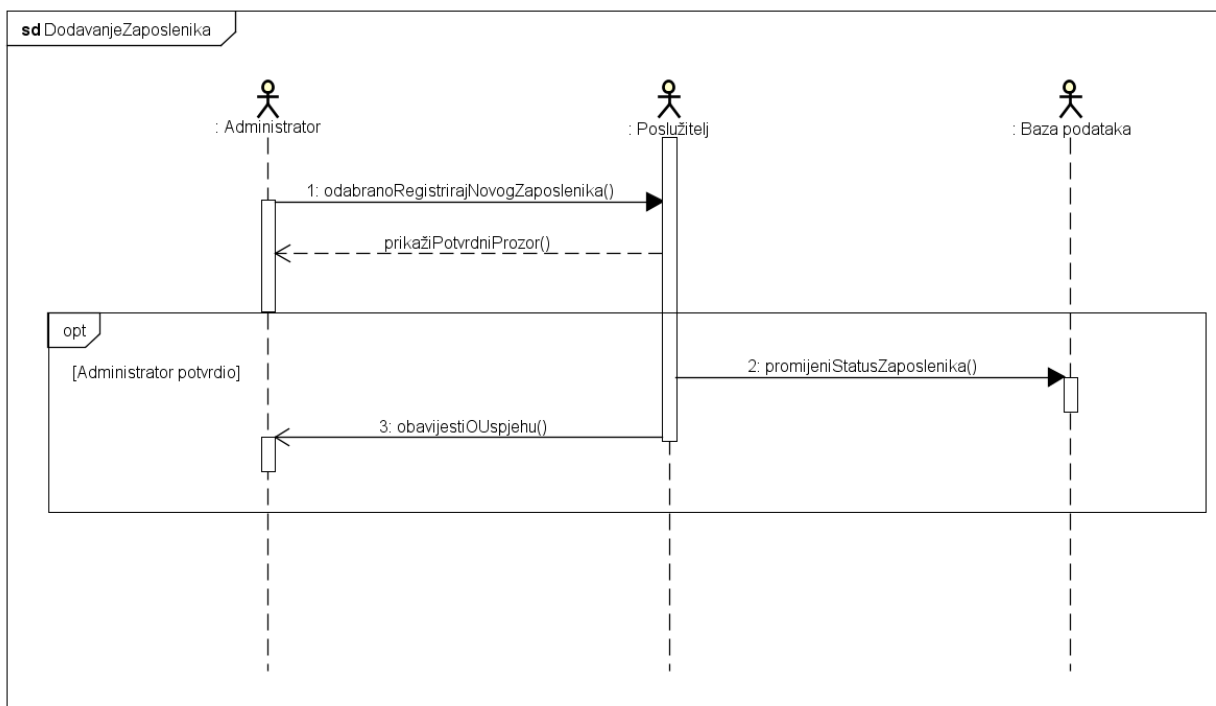 sd DodavanjeZaposlenika
: Administrator
: Poslužitelj
: Baza podataka
1: odabranoRegistrirajNovogZaposlenika()
prikažiPotvrdniProzor()
opt
[Administrator potvrdio]
2: promijeniStatusZaposlenika()
3: obavijestiOUspjehu()